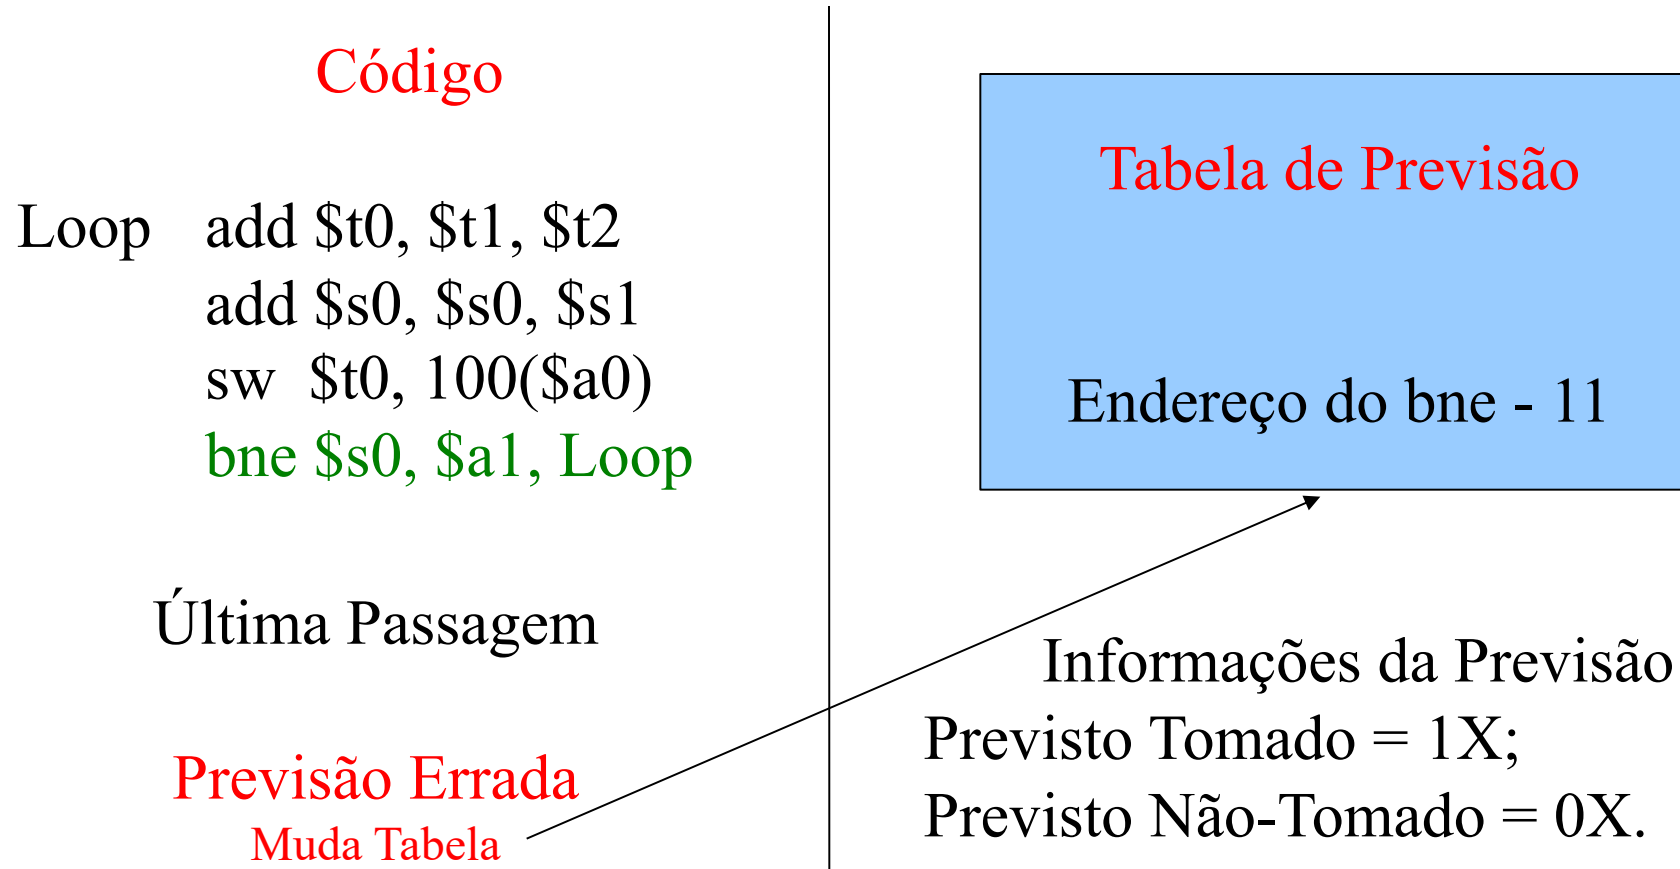 Código
Loop add $t0, $t1, $t2
add $s0, $s0, $s1
sw $t0, 100($a0)
bne $s0, $a1, Loop
Última Passagem
Previsão Errada
Muda Tabela
Tabela de Previsão
Endereço do bne - 11
Informações da Previsão
Previsto Tomado = 1X;
Previsto Não-Tomado = 0X.